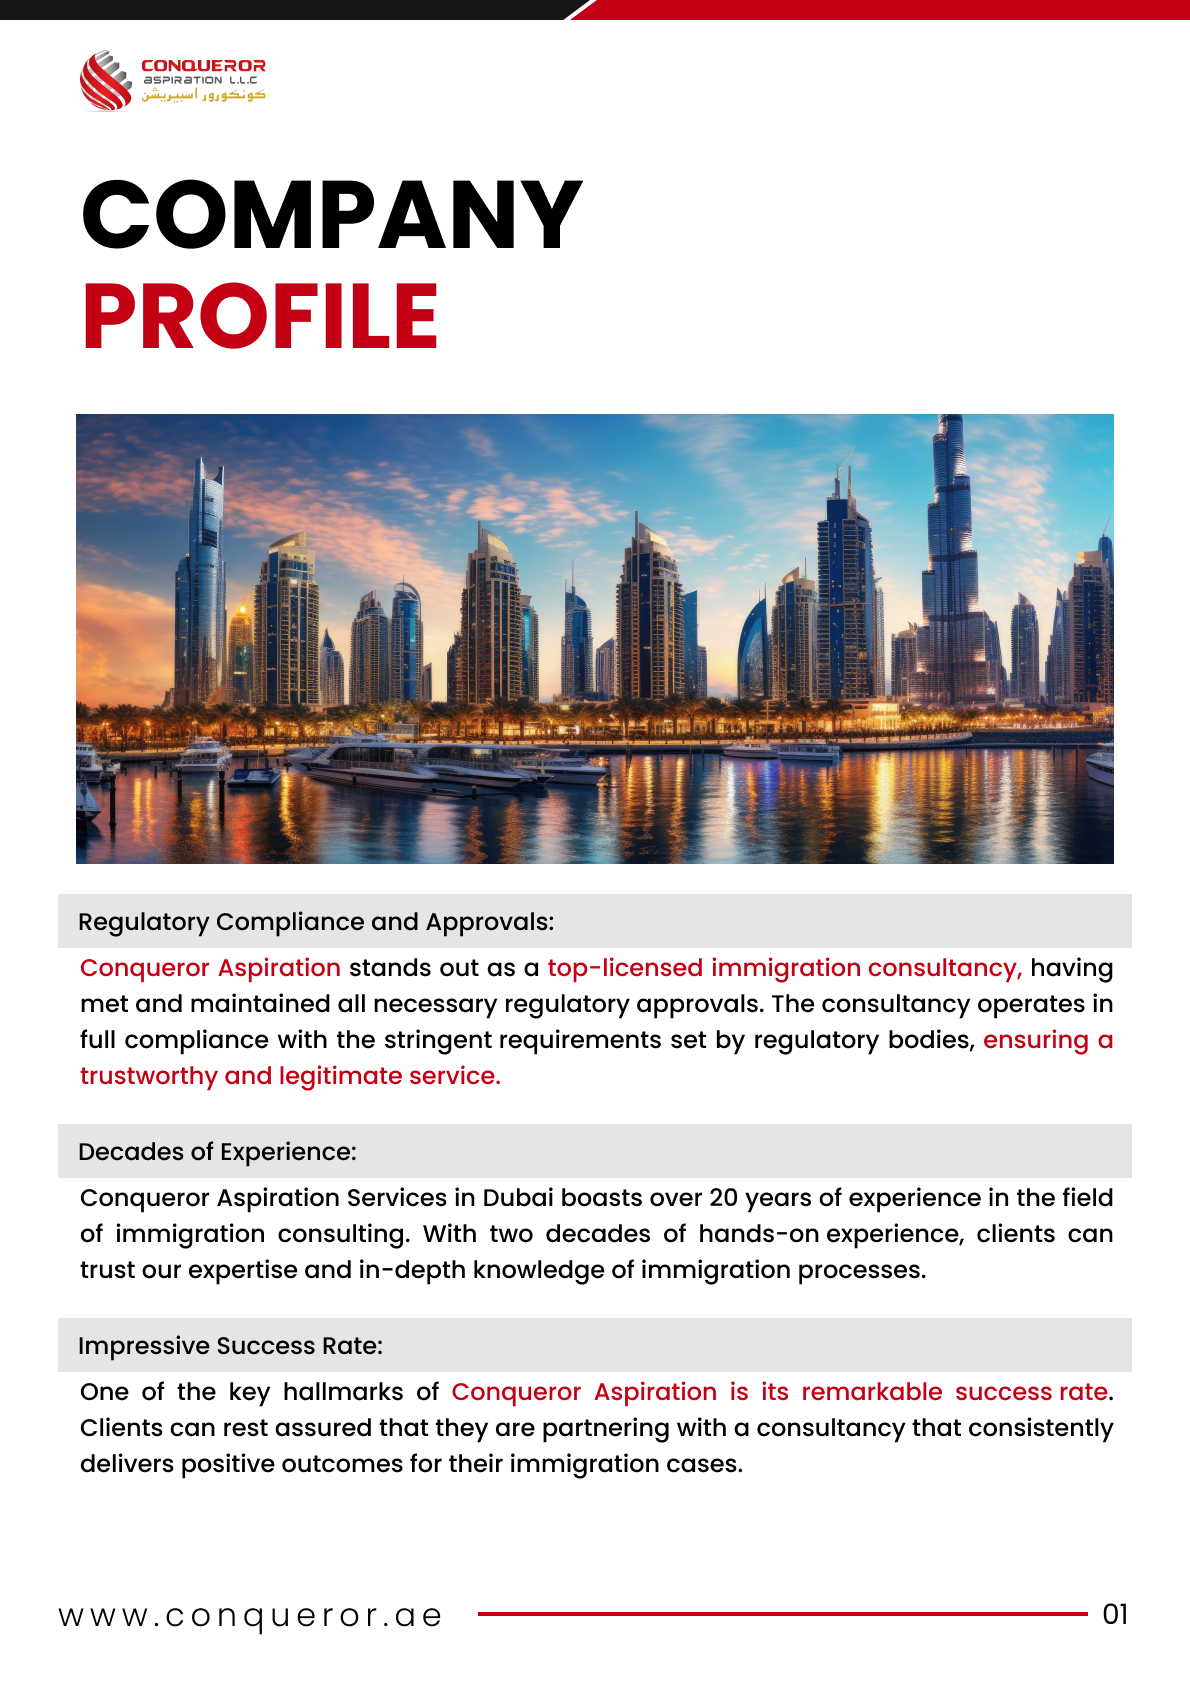 CONQUEROR
ASPIRATION L.L.C
كونكورور اسبيريشن
COMPANY
PROFILE
Regulatory Compliance and Approvals:
Conqueror Aspiration stands out as a top-licensed immigration consultancy, having
met and maintained all necessary regulatory approvals. The consultancy operates in
full compliance with the stringent requirements set by regulatory bodies, ensuring a
trustworthy and legitimate service.
Decades of Experience:
Conqueror Aspiration Services in Dubai boasts over 20 years of experience in the field
of immigration consulting. With two decades of hands-on experience, clients can
trust our expertise and in-depth knowledge of immigration processes.
Impressive Success Rate:
One of the key hallmarks of Conqueror Aspiration is its remarkable success rate.
Clients can rest assured that they are partnering with a consultancy that consistently
delivers positive outcomes for their immigration cases.
www.conqueror.ae
01